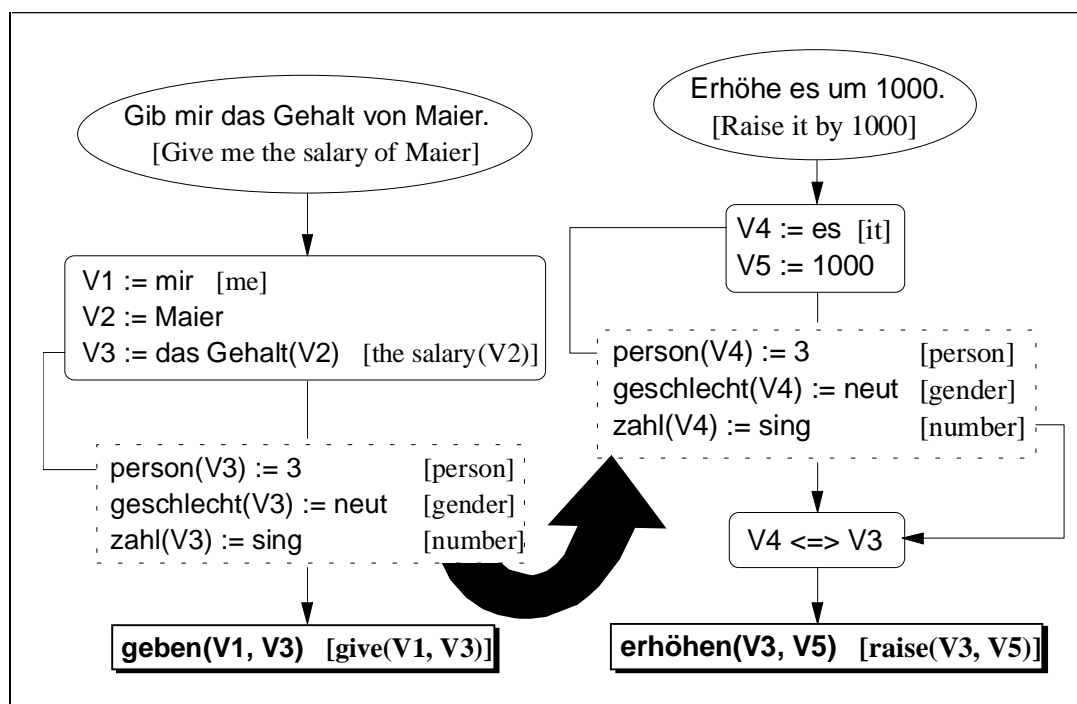 Gib mir das Gehalt von Maier.
[Give me the salary of Maier]
V1 := mir [me]
V2 := Maier
V3 := das Gehalt(V2) [the salary(V2)]
person(V3) := 3 [person]
geschlecht(V3) := neut [gender]
zahl(V3) := sing [number]
geben(V1, V3) [give(V1, V3)]
Erhöhe es um 1000.
[Raise it by 1000]
V4 := es [it]
V5 := 1000
person(V4) := 3 [person]
geschlecht(V4) := neut [gender]
zahl(V4) := sing [number]
V4 <=> V3
erhöhen(V3, V5) [raise(V3, V5)]